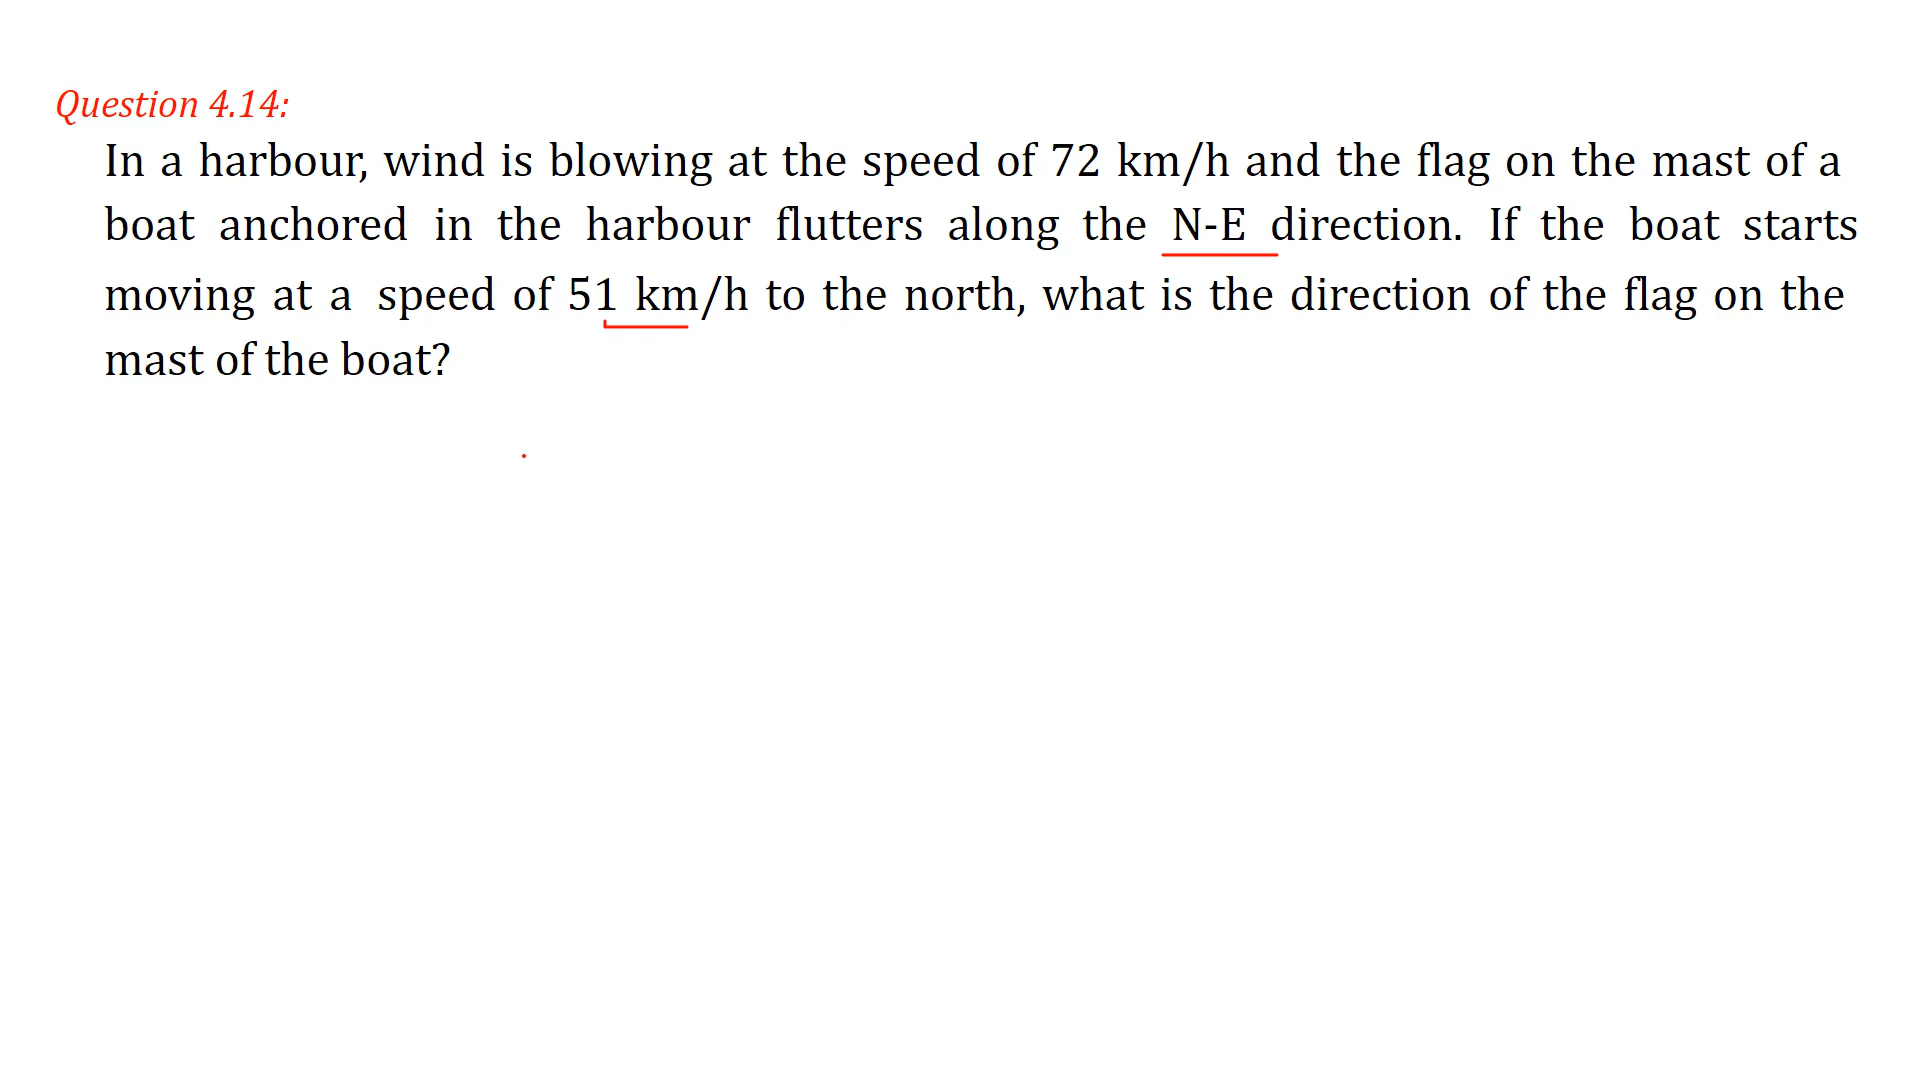 Question 4.14:
In a harbour, wind is blowing at the speed of 72 km/h and the flag on the mast of a
boat anchored in the harbour flutters along the N-E direction. If the boat starts
moving at a speed of 51 km/h to the north, what is the direction of the flag on the
mast of the boat?